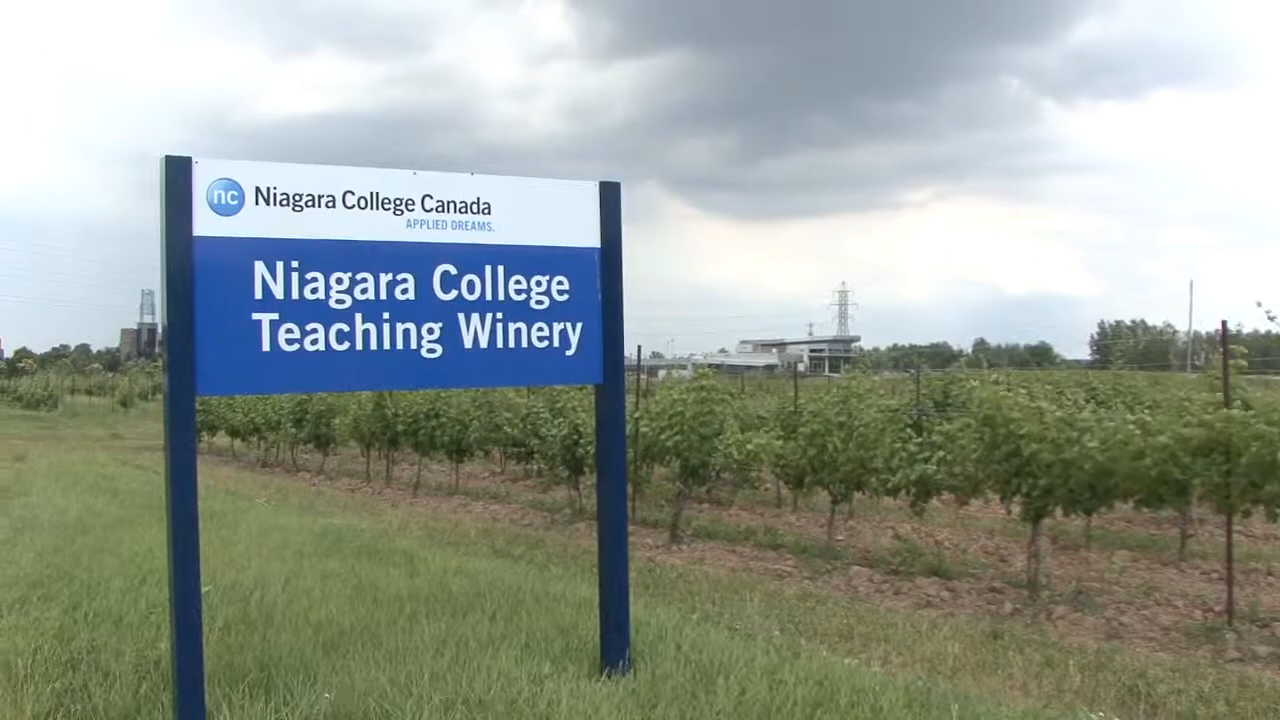 nc Niagara College Canada
APPLIED DREAMS.
Niagara College
Teaching Winery